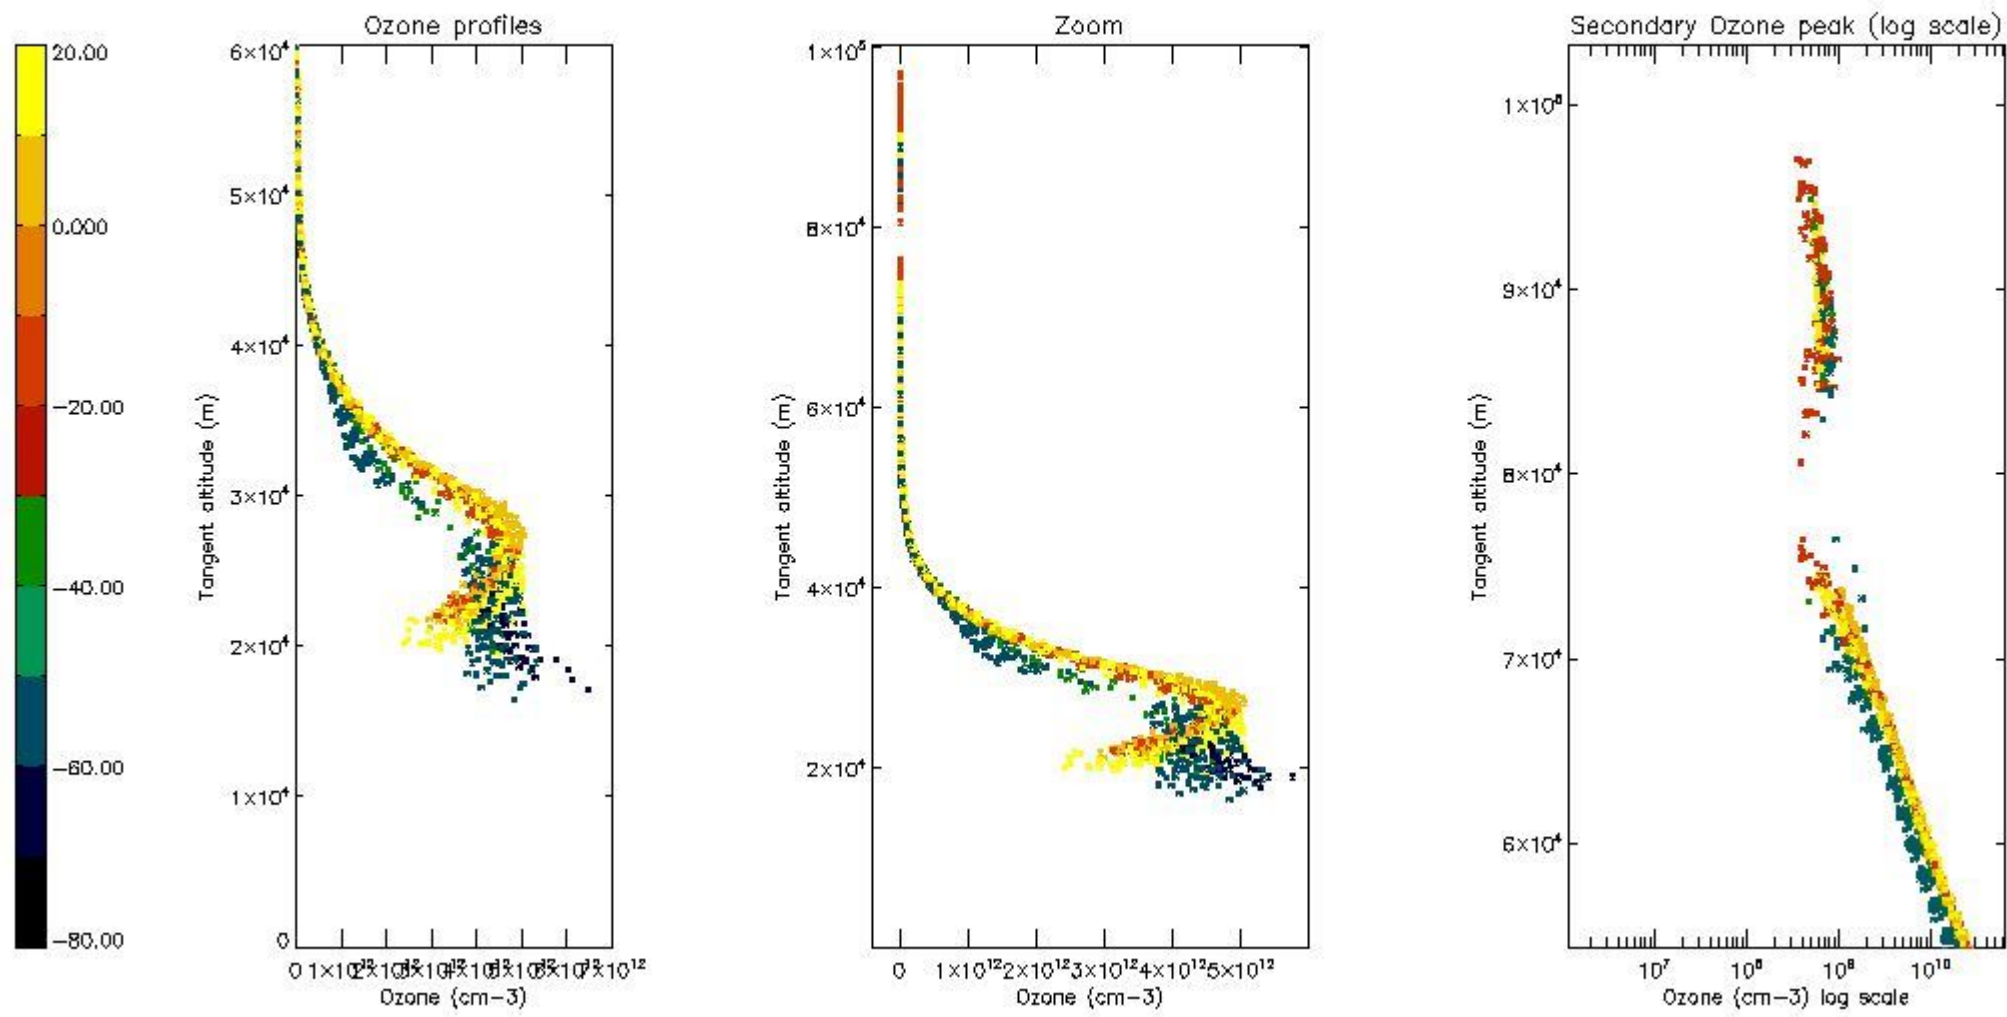 Ozone profiles
Zoom
Secondary Ozone peak (log scale)
20.00
0.000
−20.00
−40.00
−60.00
−80.00
6×10⁴
5×10⁴
4×10⁴
3×10⁴
2×10⁴
1×10⁴
0
Tangent altitude (m)
7×10¹²
Ozone (cm−3)
1×10⁵
8×10⁴
6×10⁴
4×10⁴
2×10⁴
Tangent altitude (m)
0 1×10¹² 2×10¹² 3×10¹² 4×10¹² 5×10¹²
Ozone (cm−3)
9×10⁴
8×10⁴
7×10⁴
6×10⁴
Tangent altitude (m)
10⁷ 10⁸ 10⁹ 10¹⁰
Ozone (cm−3) log scale